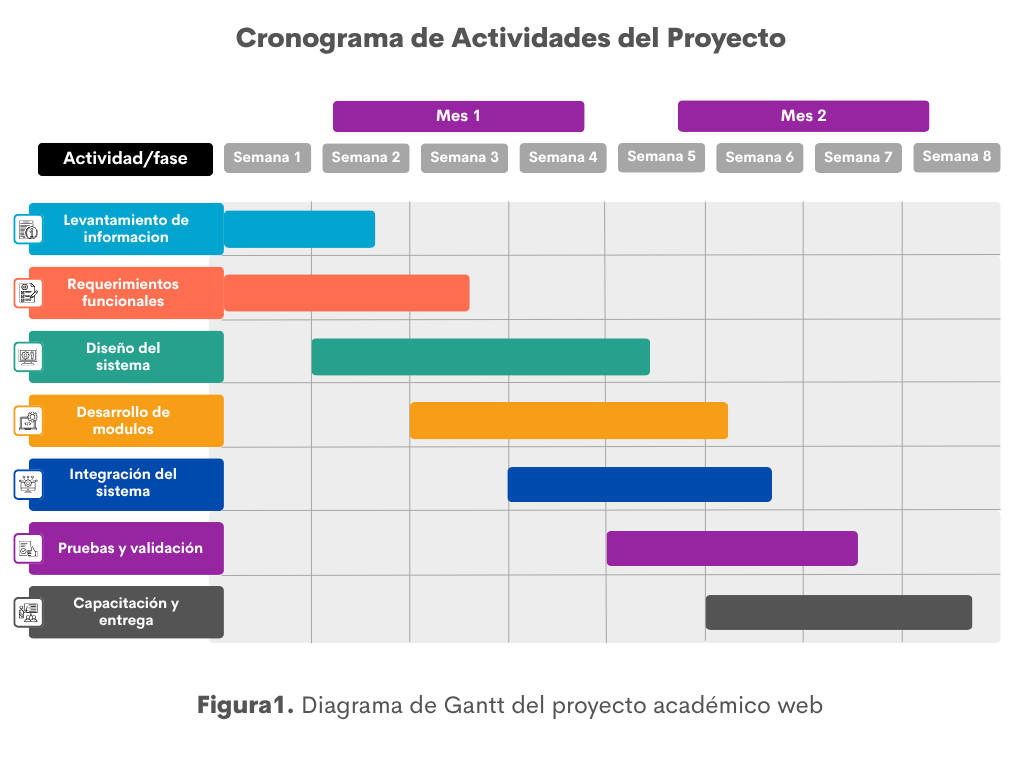 Cronograma de Actividades del Proyecto
Mes 1
Mes 2
Actividad/fase
Semana 1
Semana 2
Semana 3
Semana 4
Semana 5
Semana 6
Semana 7
Semana 8
Levantamiento de
informacion
Requerimientos
funcionales
Diseño del
sistema
Desarrollo de
modulos
Integración del
sistema
Pruebas y validación
Capacitación y
entrega
Figura1. Diagrama de Gantt del proyecto académico web